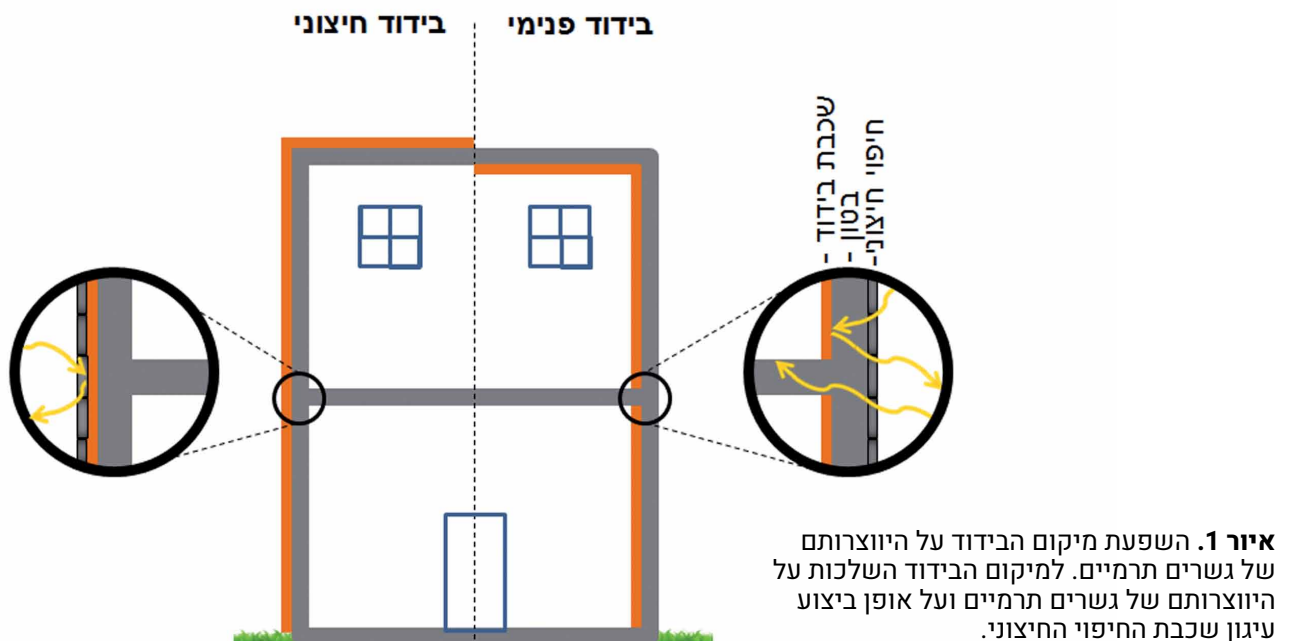 בידוד פנימי
בידוד חיצוני
חיפוי חיצוני-
בטון -
שכבת בידוד -
איור 1. השפעת מיקום הבידוד על היווצרותם
של גשרים תרמיים. למיקום הבידוד השלכות על
היווצרותם של גשרים תרמיים ועל אופן ביצוע
עיגון שכבת החיפוי החיצוני.